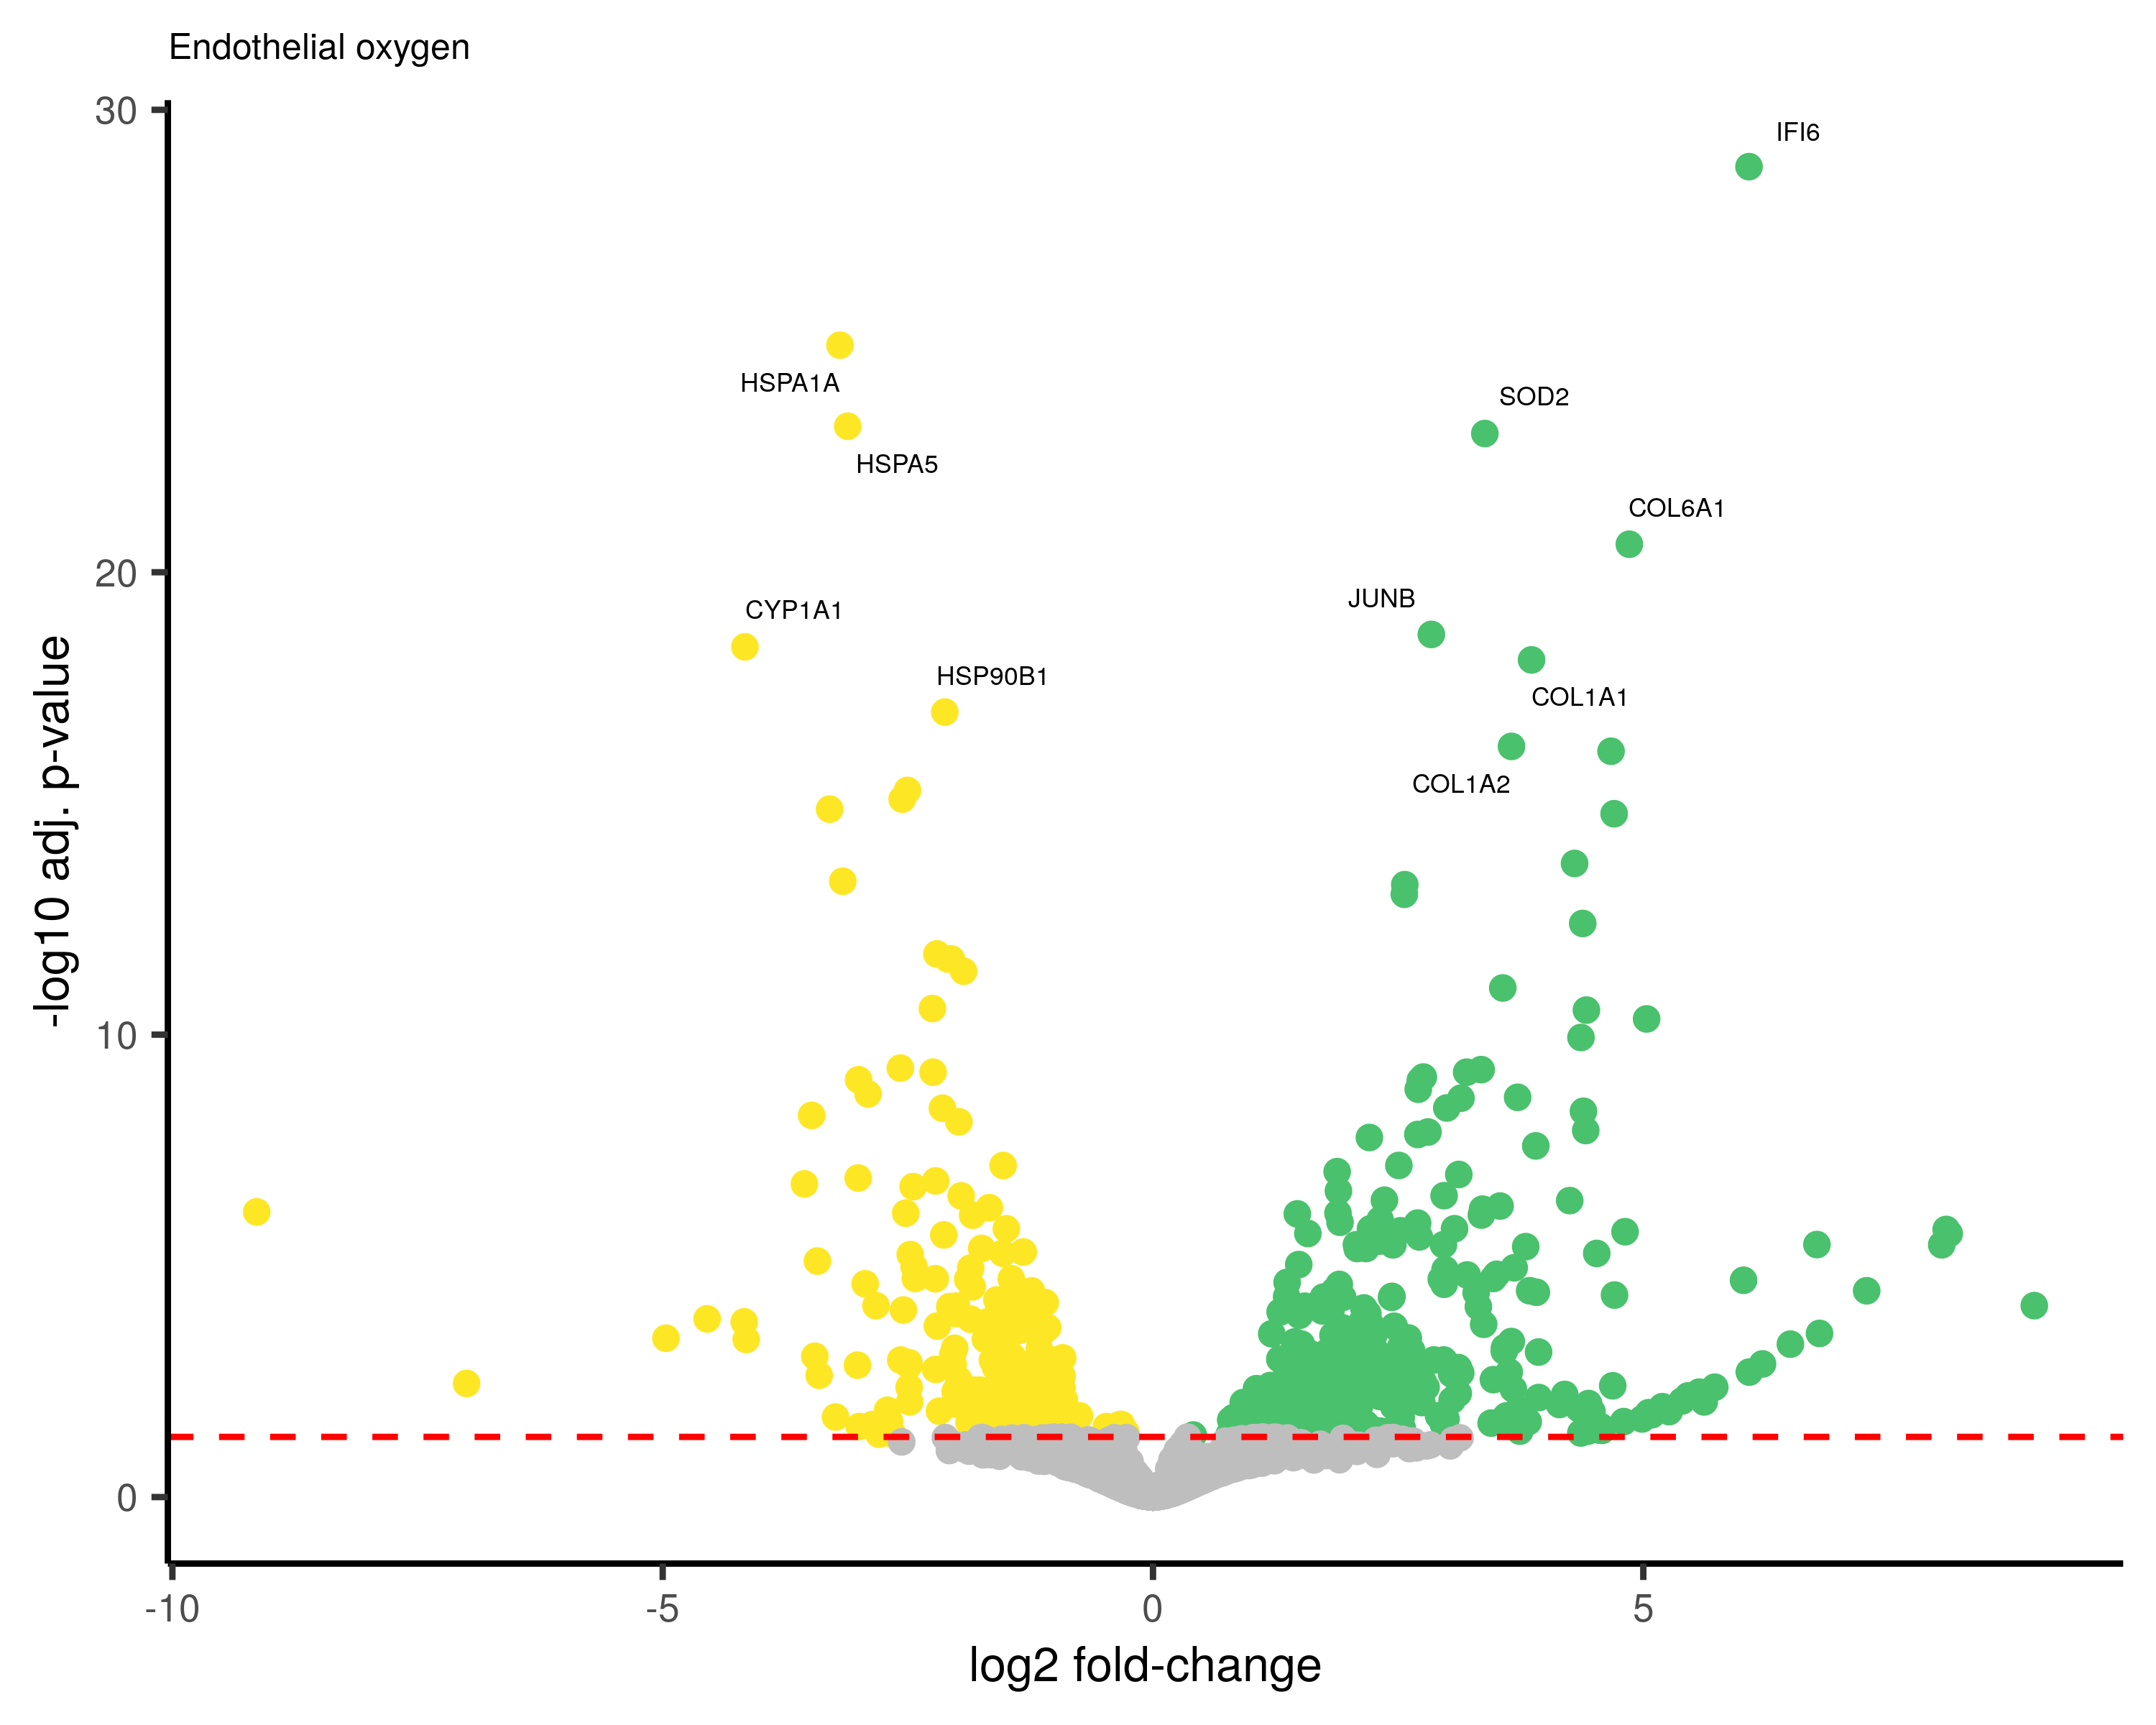 Endothelial oxygen
30
IFI6
HSPA1A
SOD2
HSPA5
COL6A1
20
JUNB
CYP1A1
HSP90B1
COL1A1
COL1A2
-log10 adj. p-value
10
0
-10
-5
0
5
log2 fold-change